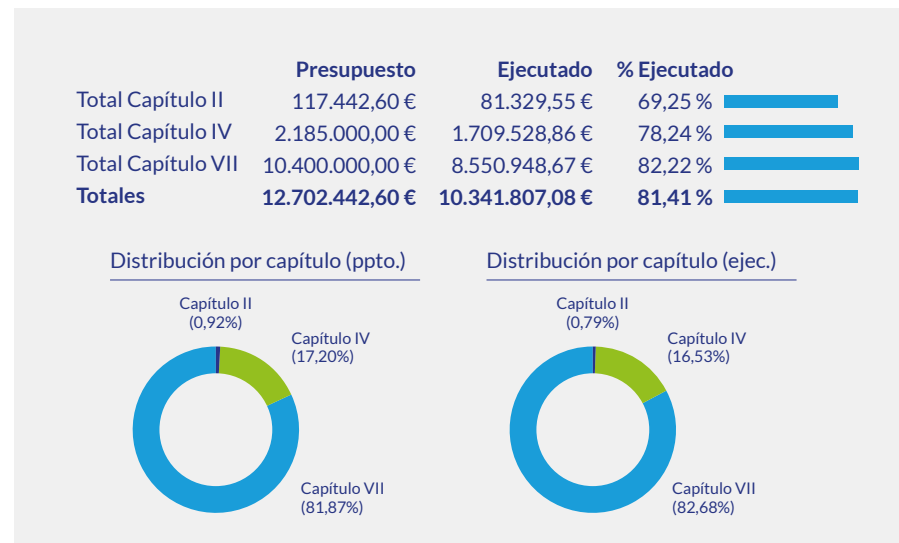 Presupuesto Ejecutado % Ejecutado
Total Capítulo II 117.442,60 € 81.329,55 € 69,25 %
Total Capítulo IV 2.185.000,00 € 1.709.528,86 € 78,24 %
Total Capítulo VII 10.400.000,00 € 8.550.948,67 € 82,22 %
Totales 12.702.442,60 € 10.341.807,08 € 81,41 %
Distribución por capítulo (ppto.)
Capítulo II
(0,92%)
Capítulo IV
(17,20%)
Capítulo VII
(81,87%)
Distribución por capítulo (ejec.)
Capítulo II
(0,79%)
Capítulo IV
(16,53%)
Capítulo VII
(82,68%)